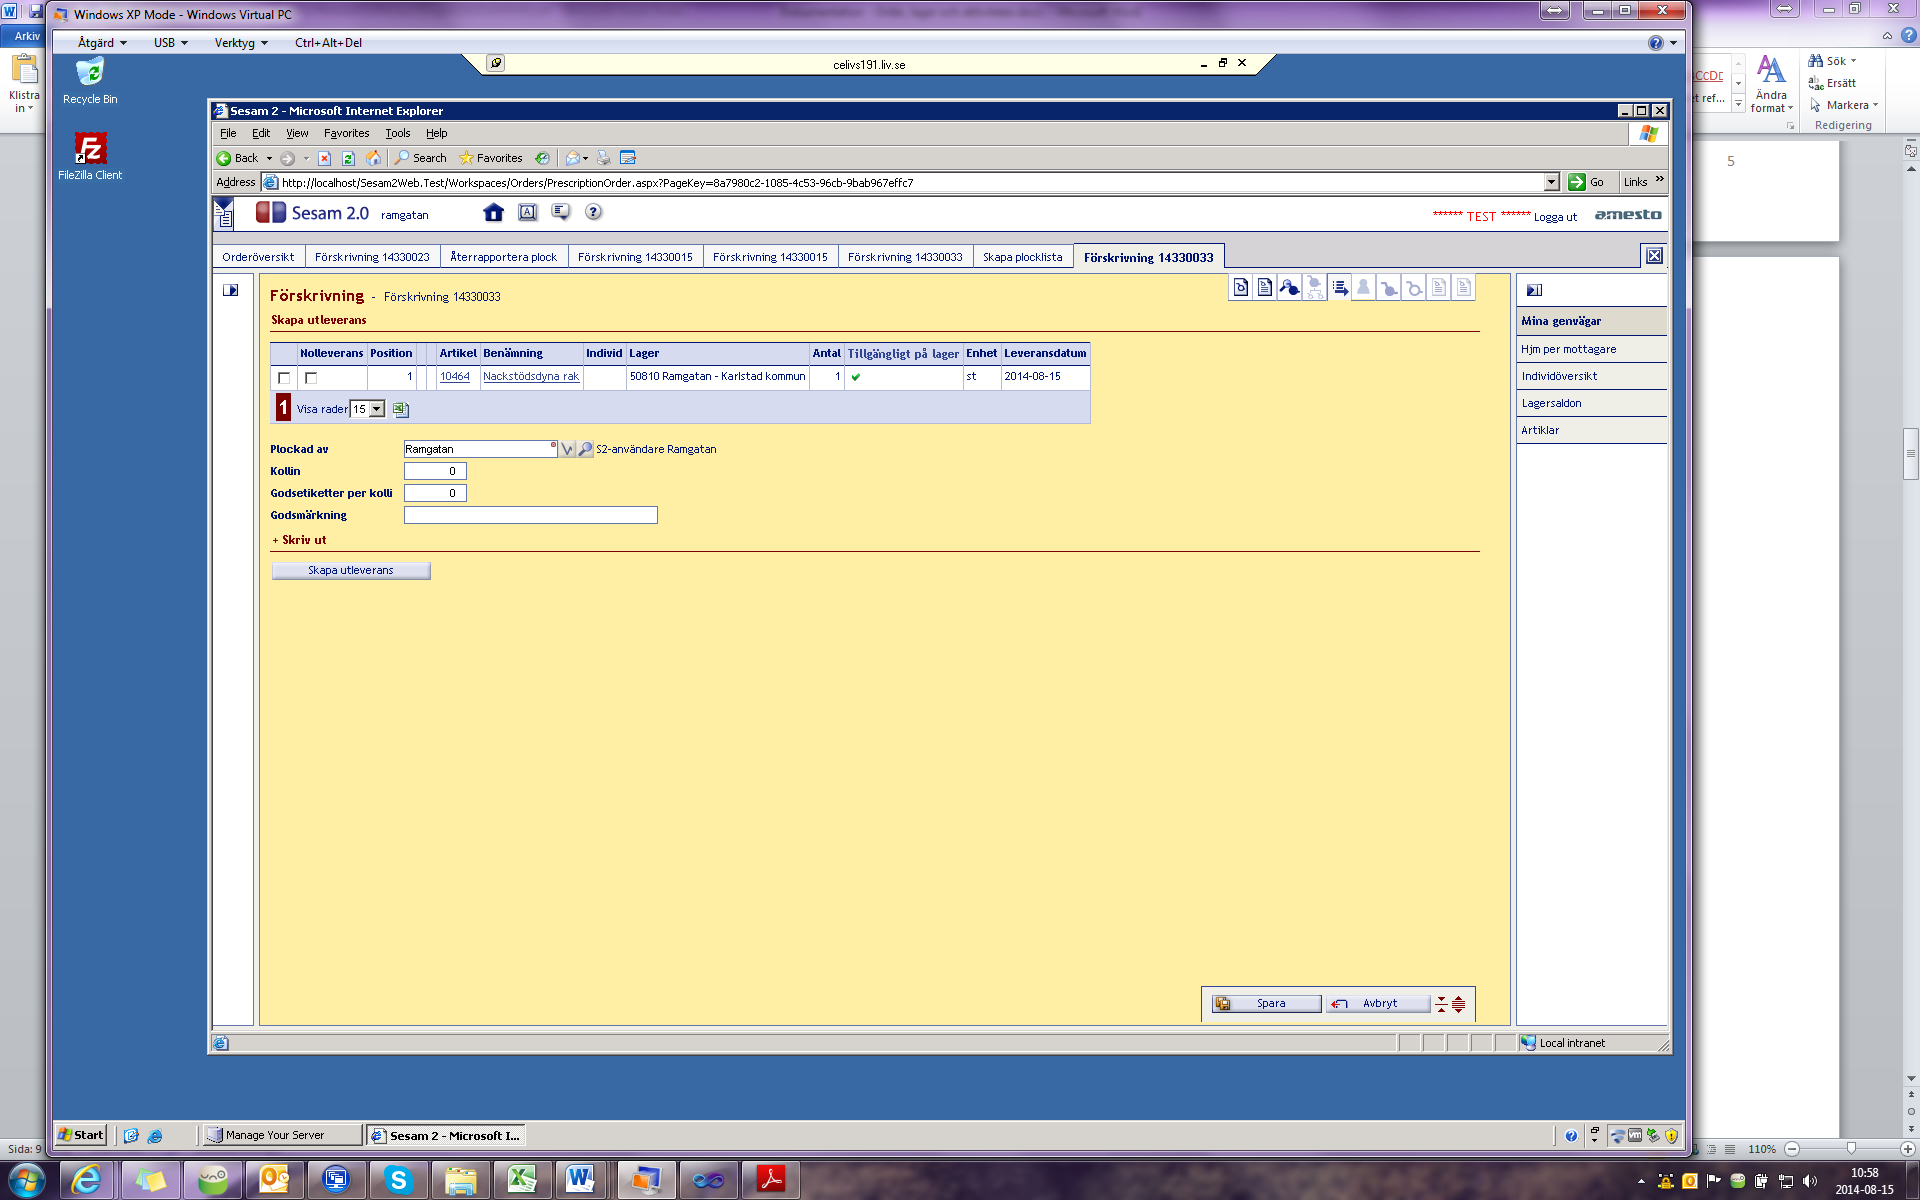 Windows XP Mode - Windows Virtual PC
Arkiv
Åtgärd USB Verktyg Ctrl+Alt+Del
Klistra
in
Sök
Ersätt
Markera
Ändra
format
Redigering
5
celivs191.liv.se
Recycle Bin
FileZilla Client
Sesam 2 - Microsoft Internet Explorer
File Edit View Favorites Tools Help
Back Search Favorites
Address http://localhost/Sesam2Web.Test/Workspaces/Orders/PrescriptionOrder.aspx?PageKey=8a7980c2-1085-4c53-96cb-9bab967effc7 Go Links »
Sesam 2.0 ramgatan ****** TEST ****** Logga ut amesto
Orderöversikt Förskrivning 14330023 Återrapportera plock Förskrivning 14330015 Förskrivning 14330015 Förskrivning 14330033 Skapa plocklista Förskrivning 14330033
Förskrivning - Förskrivning 14330033
Skapa utleverans
Nolleverans Position Artikel Benämning Individ Lager Antal Tillgängligt på lager Enhet Leveransdatum
1 10464 Nackstödsdyna rak 50810 Ramgatan - Karlstad kommun 1 st 2014-08-15
1 Visa rader 15
Plockad av Ramgatan S2-användare Ramgatan
Kollin 0
Godsetiketter per kolli 0
Godsmärkning
+ Skriv ut
Skapa utleverans
Mina genvägar
Hjm per mottagare
Individöversikt
Lagersaldon
Artiklar
Spara Avbryt
Local intranet
Start Manage Your Server Sesam 2 - Microsoft I...
Sida: 9 110%
10:58
2014-08-15